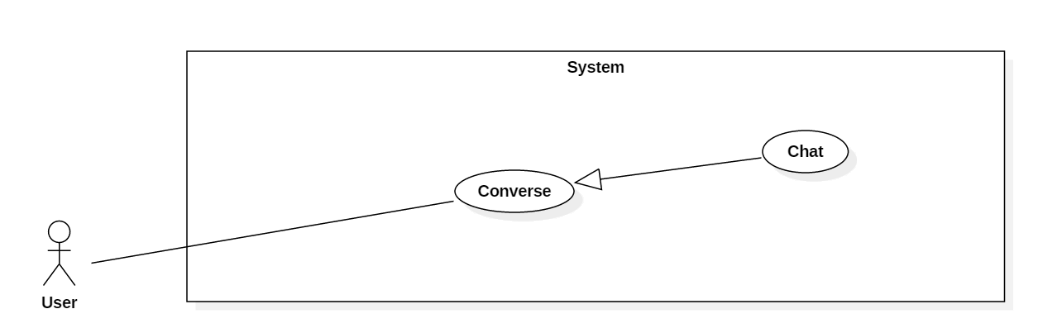 System
Chat
Converse
User